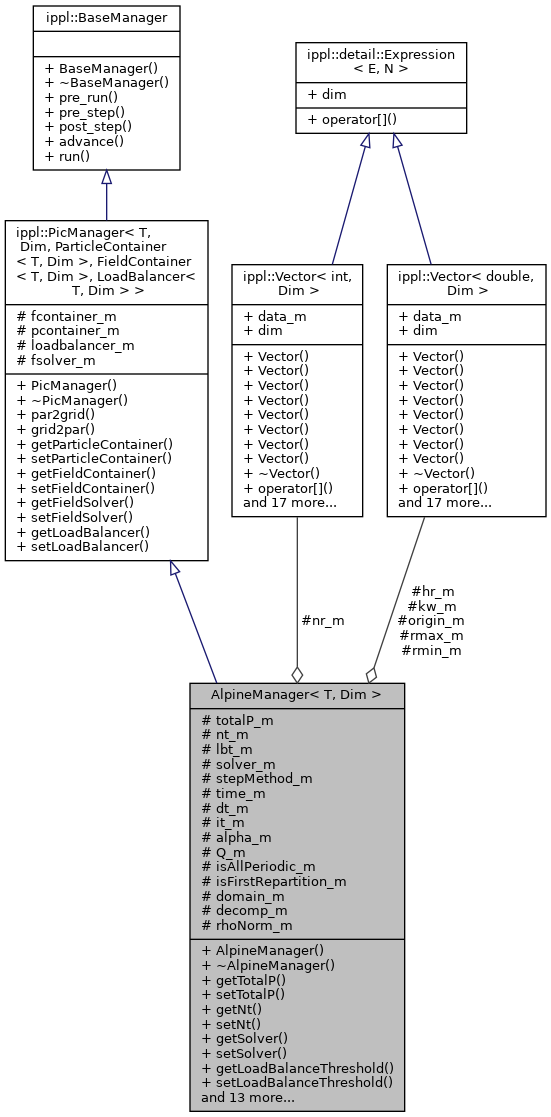 ippl::BaseManager
+ BaseManager()
+ ~BaseManager()
+ pre_run()
+ pre_step()
+ post_step()
+ advance()
+ run()
ippl::detail::Expression
< E, N >
+ dim
+ operator[]()
ippl::PicManager< T,
Dim, ParticleContainer
< T, Dim >, FieldContainer
< T, Dim >, LoadBalancer<
T, Dim > >
# fcontainer_m
# pcontainer_m
# loadbalancer_m
# fsolver_m
+ PicManager()
+ ~PicManager()
+ par2grid()
+ grid2par()
+ getParticleContainer()
+ setParticleContainer()
+ getFieldContainer()
+ setFieldContainer()
+ getFieldSolver()
+ setFieldSolver()
+ getLoadBalancer()
+ setLoadBalancer()
ippl::Vector< int,
Dim >
+ data_m
+ dim
+ Vector()
+ Vector()
+ Vector()
+ Vector()
+ Vector()
+ Vector()
+ Vector()
+ Vector()
+ ~Vector()
+ operator[]()
and 17 more...
ippl::Vector< double,
Dim >
+ data_m
+ dim
+ Vector()
+ Vector()
+ Vector()
+ Vector()
+ Vector()
+ Vector()
+ Vector()
+ Vector()
+ ~Vector()
+ operator[]()
and 17 more...
#nr_m
#hr_m
#kw_m
#origin_m
#rmax_m
#rmin_m
AlpineManager< T, Dim >
# totalP_m
# nt_m
# lbt_m
# solver_m
# stepMethod_m
# time_m
# dt_m
# it_m
# alpha_m
# Q_m
# isAllPeriodic_m
# isFirstRepartition_m
# domain_m
# decomp_m
# rhoNorm_m
+ AlpineManager()
+ ~AlpineManager()
+ getTotalP()
+ setTotalP()
+ getNt()
+ setNt()
+ getSolver()
+ setSolver()
+ getLoadBalanceThreshold()
+ setLoadBalanceThreshold()
and 13 more...